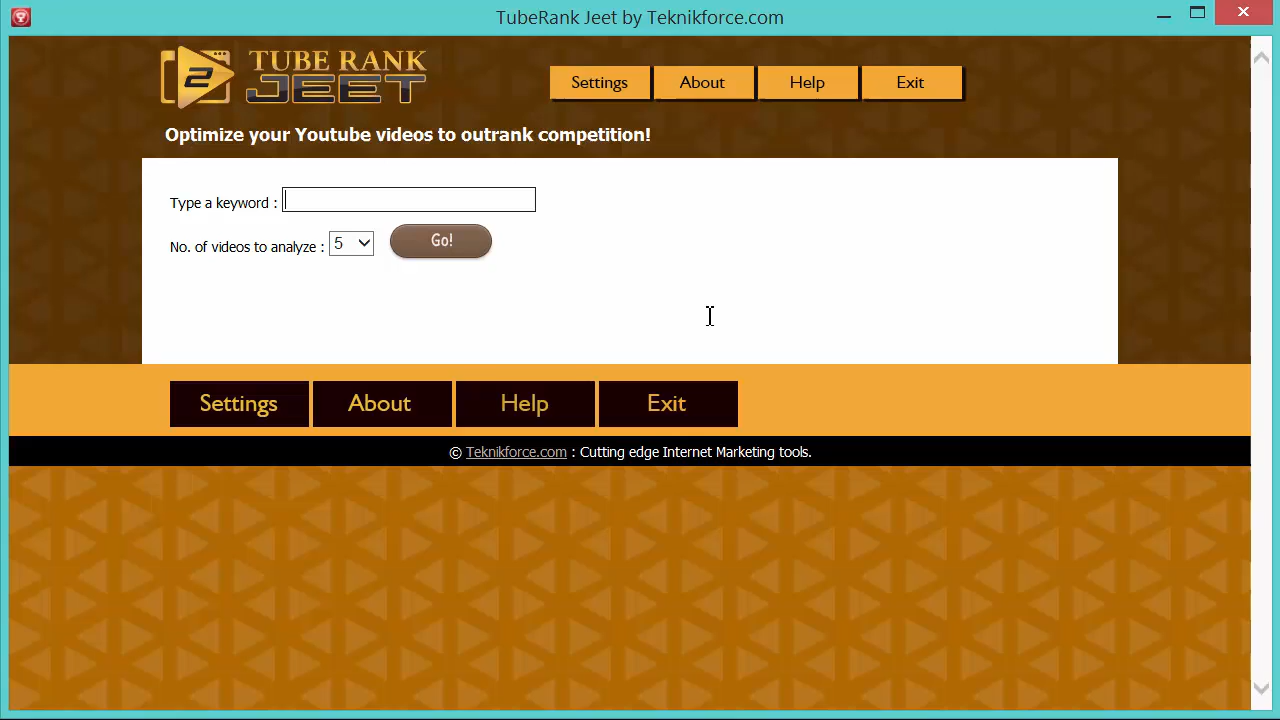 TubeRank Jeet by Teknikforce.com
2
TUBE RANK
JEET
Settings
About
Help
Exit
Optimize your Youtube videos to outrank competition!
Type a keyword :
No. of videos to analyze :
5
Go!
Settings
About
Help
Exit
© Teknikforce.com : Cutting edge Internet Marketing tools.